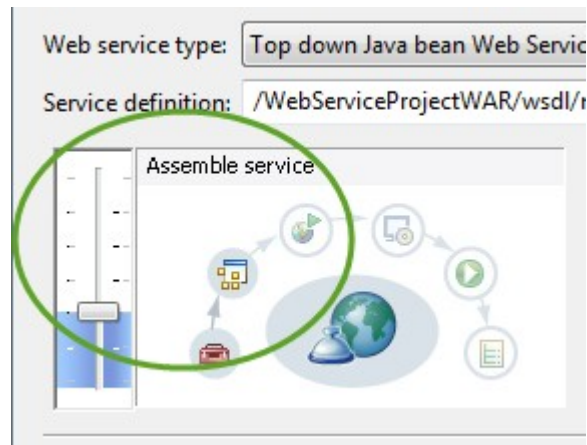 Web service type: Top down Java bean Web Servic
Service definition: /WebServiceProjectWAR/wsdl/
Assemble service